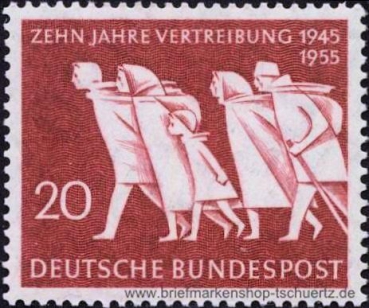 ZEHN JAHRE VERTREIBUNG 1945
1955
20
DEUTSCHE BUNDESPOST
www.briefmarkenshop-tschuertz.de